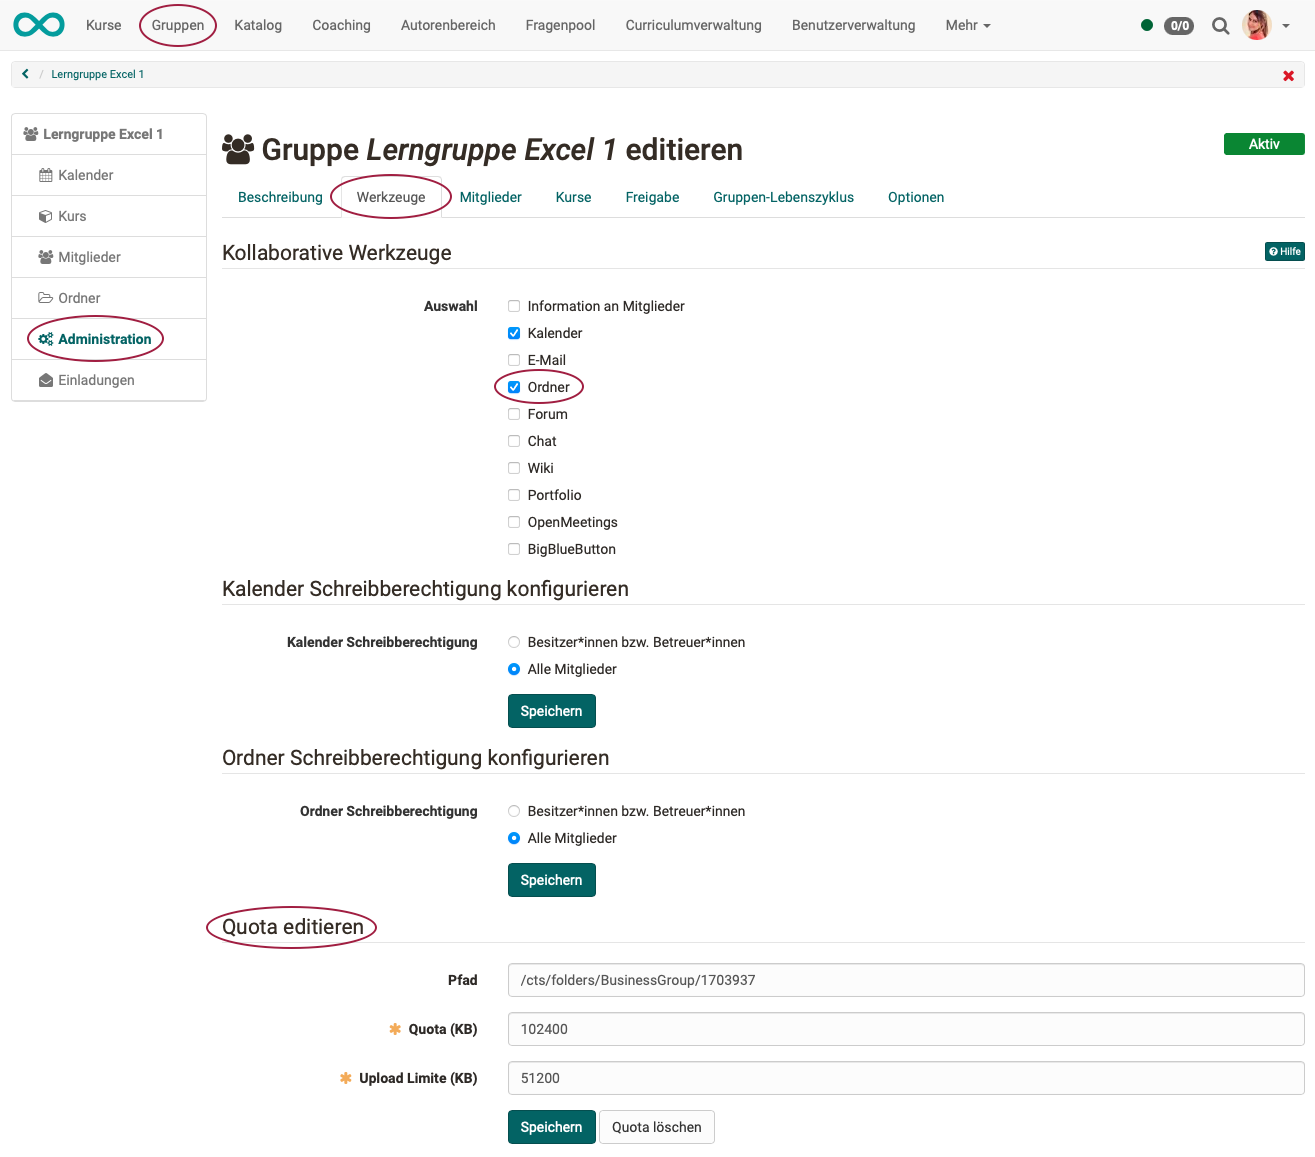 Kurse Gruppen Katalog Coaching Autorenbereich Fragenpool Curriculumverwaltung Benutzerverwaltung Mehr 0/0
/ Lerngruppe Excel 1
Lerngruppe Excel 1
Kalender
Kurs
Mitglieder
Ordner
Administration
Einladungen
Gruppe Lerngruppe Excel 1 editieren
Aktiv
Beschreibung Werkzeuge Mitglieder Kurse Freigabe Gruppen-Lebenszyklus Optionen
Kollaborative Werkzeuge
Hilfe
Auswahl
Information an Mitglieder
Kalender
E-Mail
Ordner
Forum
Chat
Wiki
Portfolio
OpenMeetings
BigBlueButton
Kalender Schreibberechtigung konfigurieren
Kalender Schreibberechtigung
Besitzer*innen bzw. Betreuer*innen
Alle Mitglieder
Speichern
Ordner Schreibberechtigung konfigurieren
Ordner Schreibberechtigung
Besitzer*innen bzw. Betreuer*innen
Alle Mitglieder
Speichern
Quota editieren
Pfad /cts/folders/BusinessGroup/1703937
Quota (KB) 102400
Upload Limite (KB) 51200
Speichern Quota löschen